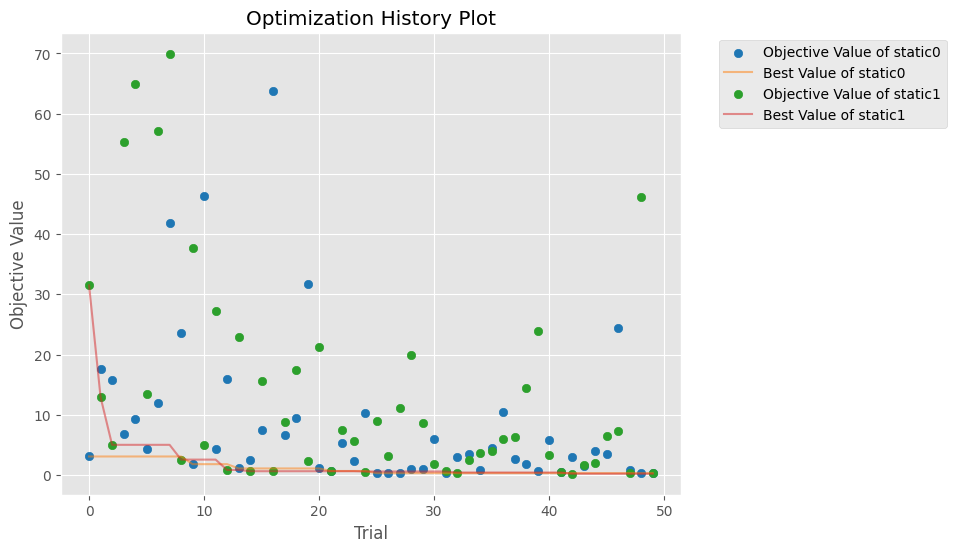 Optimization History Plot
Objective Value of static0
Best Value of static0
Objective Value of static1
Best Value of static1
Objective Value
70
60
50
40
30
20
10
0
0 10 20 30 40 50
Trial